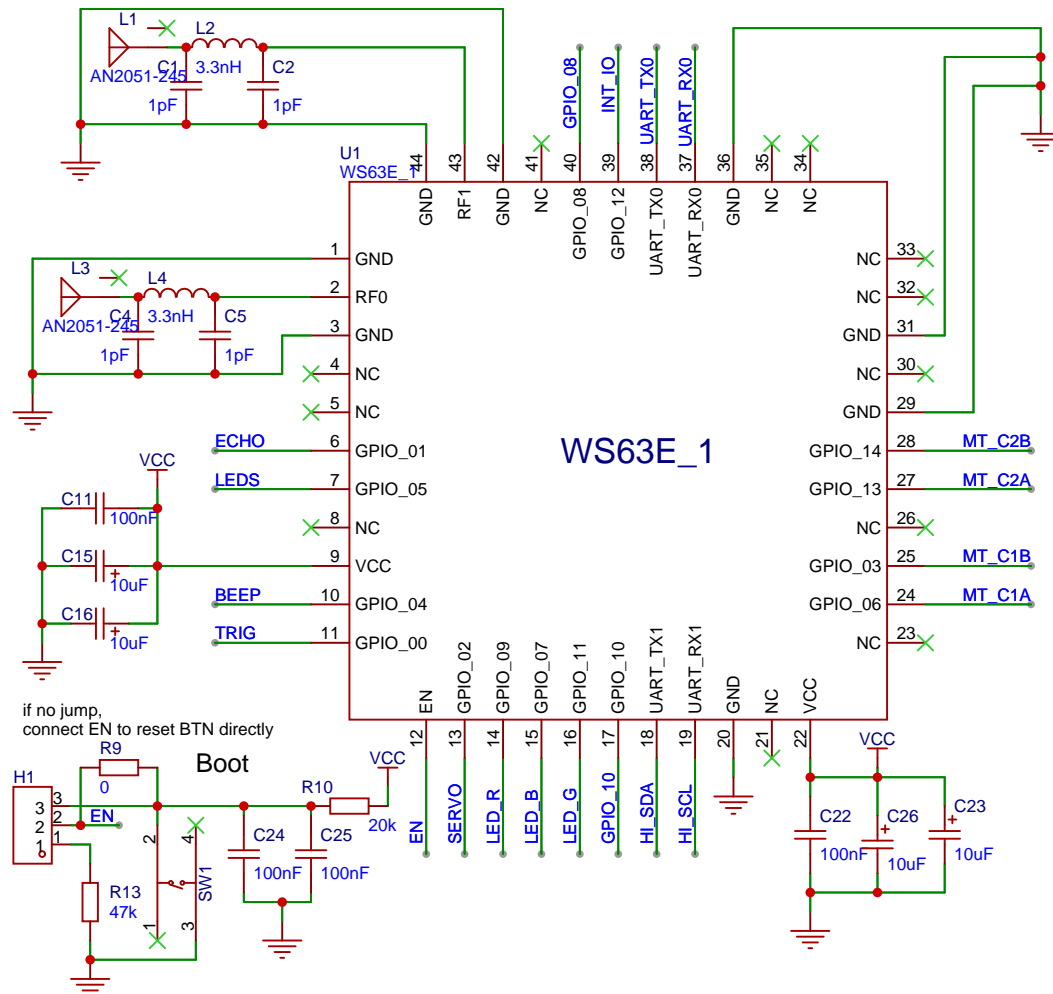 L1
L2
AN2051-245
C1
3.3nH
C2
1pF
1pF
GPIO_08
INT_IO
UART_TX0
UART_RX0
U1
WS63E_1
44
43
42
41
40
39
38
37
36
35
34
GND
RF1
GND
NC
GPIO_08
GPIO_12
UART_TX0
UART_RX0
GND
NC
NC
L3
L4
AN2051-245
C4
3.3nH
C5
1pF
1pF
1 GND
2 RF0
3 GND
4 NC
5 NC
ECHO 6 GPIO_01
LEDS 7 GPIO_05
8 NC
9 VCC
BEEP 10 GPIO_04
TRIG 11 GPIO_00
WS63E_1
NC 33
NC 32
GND 31
NC 30
GND 29
GPIO_14 28 MT_C2B
GPIO_13 27 MT_C2A
NC 26
GPIO_03 25 MT_C1B
GPIO_06 24 MT_C1A
NC 23
VCC
C11
100nF
C15
+
10uF
C16
+
10uF
EN
GPIO_02
GPIO_09
GPIO_07
GPIO_11
GPIO_10
UART_TX1
UART_RX1
GND
NC
VCC
12
13
14
15
16
17
18
19
20
21
22
EN
SERVO
LED_R
LED_B
LED_G
GPIO_10
HI_SDA
HI_SCL
if no jump,
connect EN to reset BTN directly
Boot
R9
0
H1
3 3
2 2
1 1
EN
R13
47k
2
4
1
3
SW1
C24
100nF
C25
100nF
R10
20k
VCC
VCC
C22
100nF
+
C26
10uF
+
C23
10uF